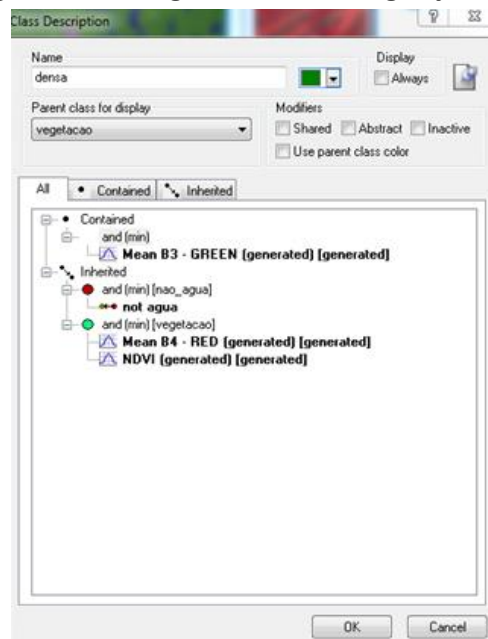 Class Description
Name
densa
Display
Always
Parent class for display
vegetacao
Modifiers
Shared Abstract Inactive
Use parent class color
All Contained Inherited
Contained
and (min)
Mean B3 - GREEN (generated) [generated]
Inherited
and (min) [nao_agua]
not agua
and (min) [vegetacao]
Mean B4 - RED (generated) [generated]
NDVI (generated) [generated]
OK Cancel